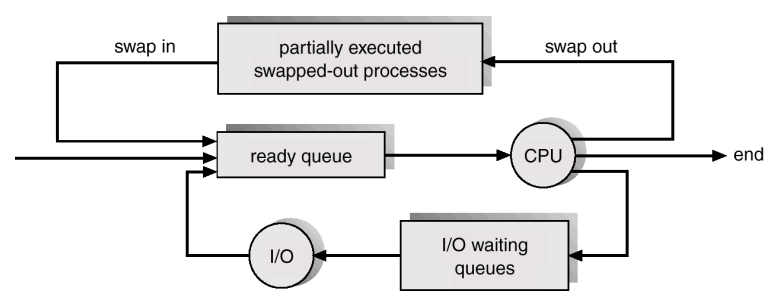 swap in
partially executed
swapped-out processes
swap out
ready queue
CPU
end
I/O
I/O waiting
queues